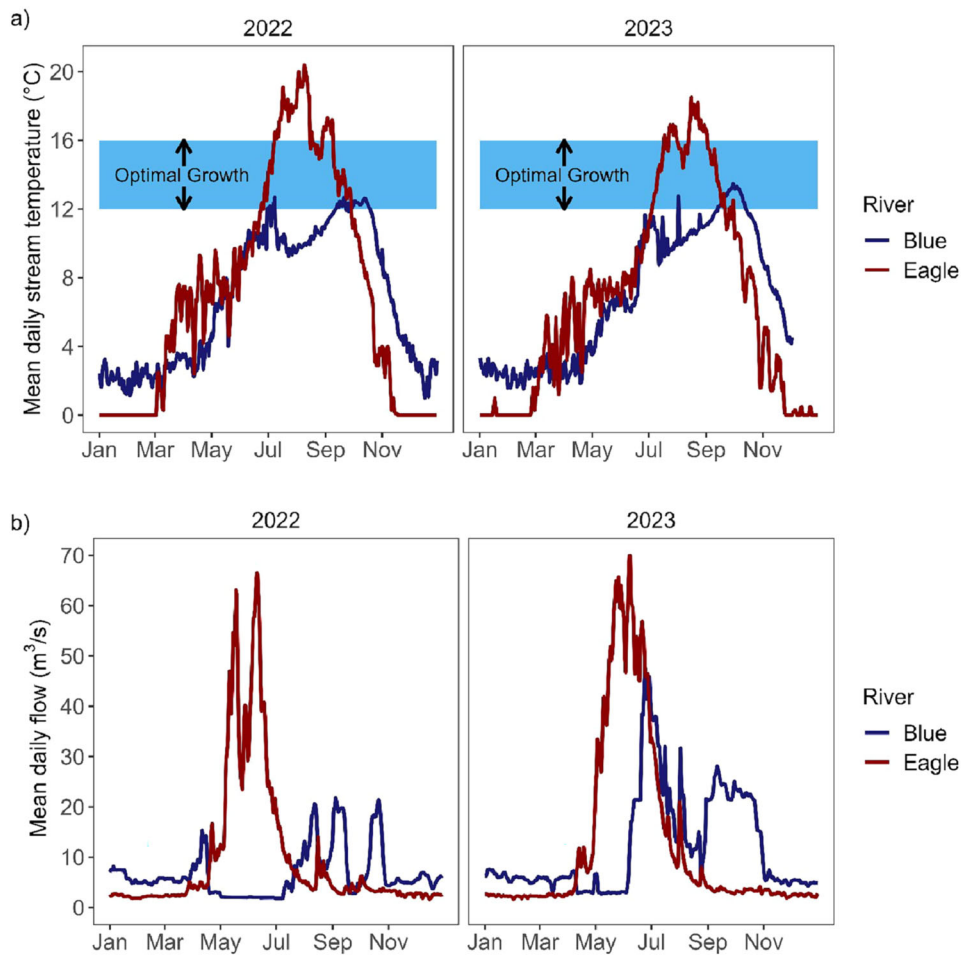 a)
2022 2023
Mean daily stream temperature (°C)
20
16
12
8
4
0
Optimal Growth
Optimal Growth
Jan Mar May Jul Sep Nov
Jan Mar May Jul Sep Nov
River
Blue
Eagle
b)
2022 2023
Mean daily flow (m³/s)
70
60
50
40
30
20
10
0
Jan Mar May Jul Sep Nov
Jan Mar May Jul Sep Nov
River
Blue
Eagle